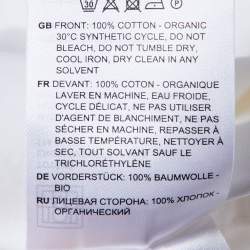 30
GB FRONT: 100% COTTON - ORGANIC
30°C SYNTHETIC CYCLE, DO NOT
BLEACH, DO NOT TUMBLE DRY,
COOL IRON, DRY CLEAN IN ANY
SOLVENT
FR DEVANT: 100% COTON - ORGANIQUE
LAVER EN MACHINE, EAU FROIDE,
CYCLE DÉLICAT, NE PAS UTILISER
D'AGENT DE BLANCHIMENT, NE PAS
SÉCHER EN MACHINE, REPASSER À
BASSE TEMPÉRATURE, NETTOYER À
SEC, TOUT SOLVANT SAUF LE
TRICHLORÉTHYLÈNE
DE VORDERSTÜCK: 100% BAUMWOLLE -
BIO
RU ЛИЦЕВАЯ СТОРОНА: 100% ХЛОПОК -
ОРГАНИЧЕСКИЙ